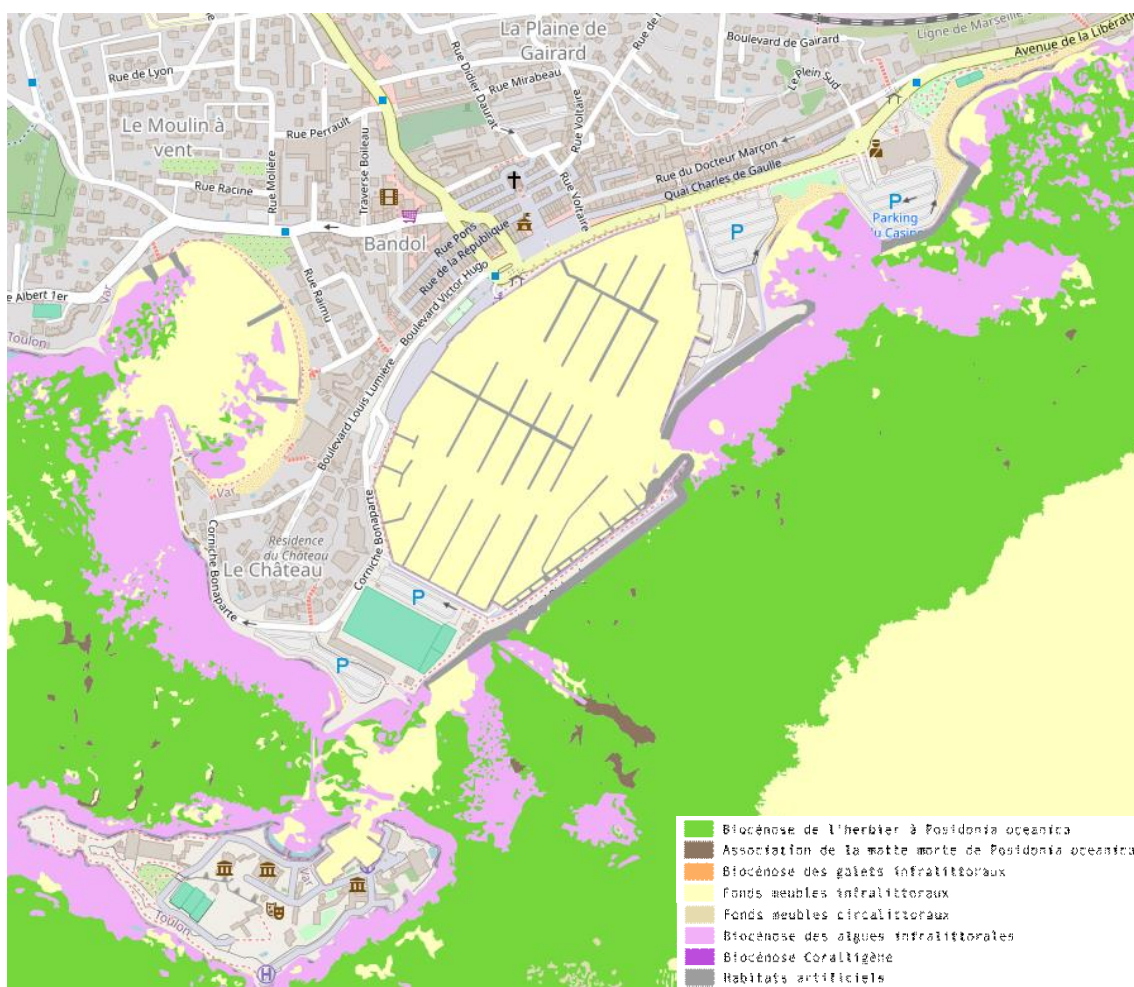 La Plaine de
Gairard
Rue de l
Boulevard de Gairard
Ligne de Marseille
Avenue de la Libération
Rue de Lyon
Rue Didier Daurat
Rue Mirabeau
Le Plein Sud
Le Moulin à
vent
Rue Perrault
Rue Voltaire
Rue Molière
Traverse Boileau
Rue du Docteur Marçon
Quai Charles de Gaulle
Rue Racine
Rue Voltaire
P
Parking
du Casino
P
Bandol
Rue Pons
Rue de la République
Boulevard Victor Hugo
e Albert 1er
Var
Toulon
Rue Raimu
Boulevard Louis Lumière
Var
Corniche Bonaparte
Résidence
du Château
Le Château
Corniche Bonaparte
P
P
Var
Toulon
H
Biocénose de l'herbier à Posidonia oceanica
Association de la matte morte de Posidonia oceanica
Biocénose des galets infralittoraux
Fonds meubles infralittoraux
Fonds meubles circalittoraux
Biocénose des algues infralittorales
Biocénose Coralligène
Habitats artificiels